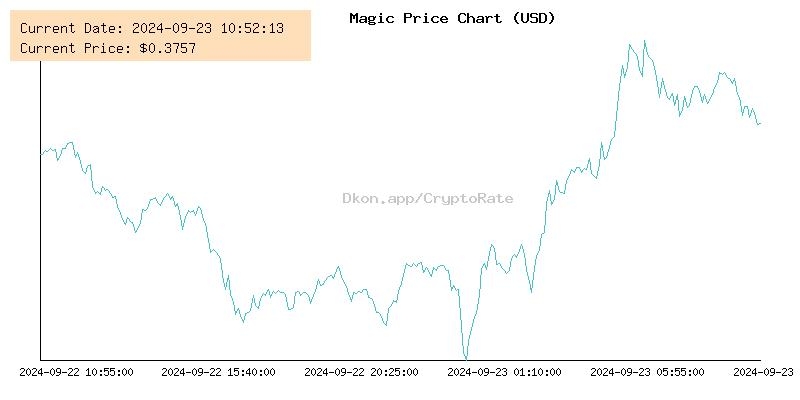 Magic Price Chart (USD)
Current Date: 2024-09-23 10:52:13
Current Price: $0.3757
Dkon.app/CryptoRate
2024-09-22 10:55:00
2024-09-22 15:40:00
2024-09-22 20:25:00
2024-09-23 01:10:00
2024-09-23 05:55:00
2024-09-23